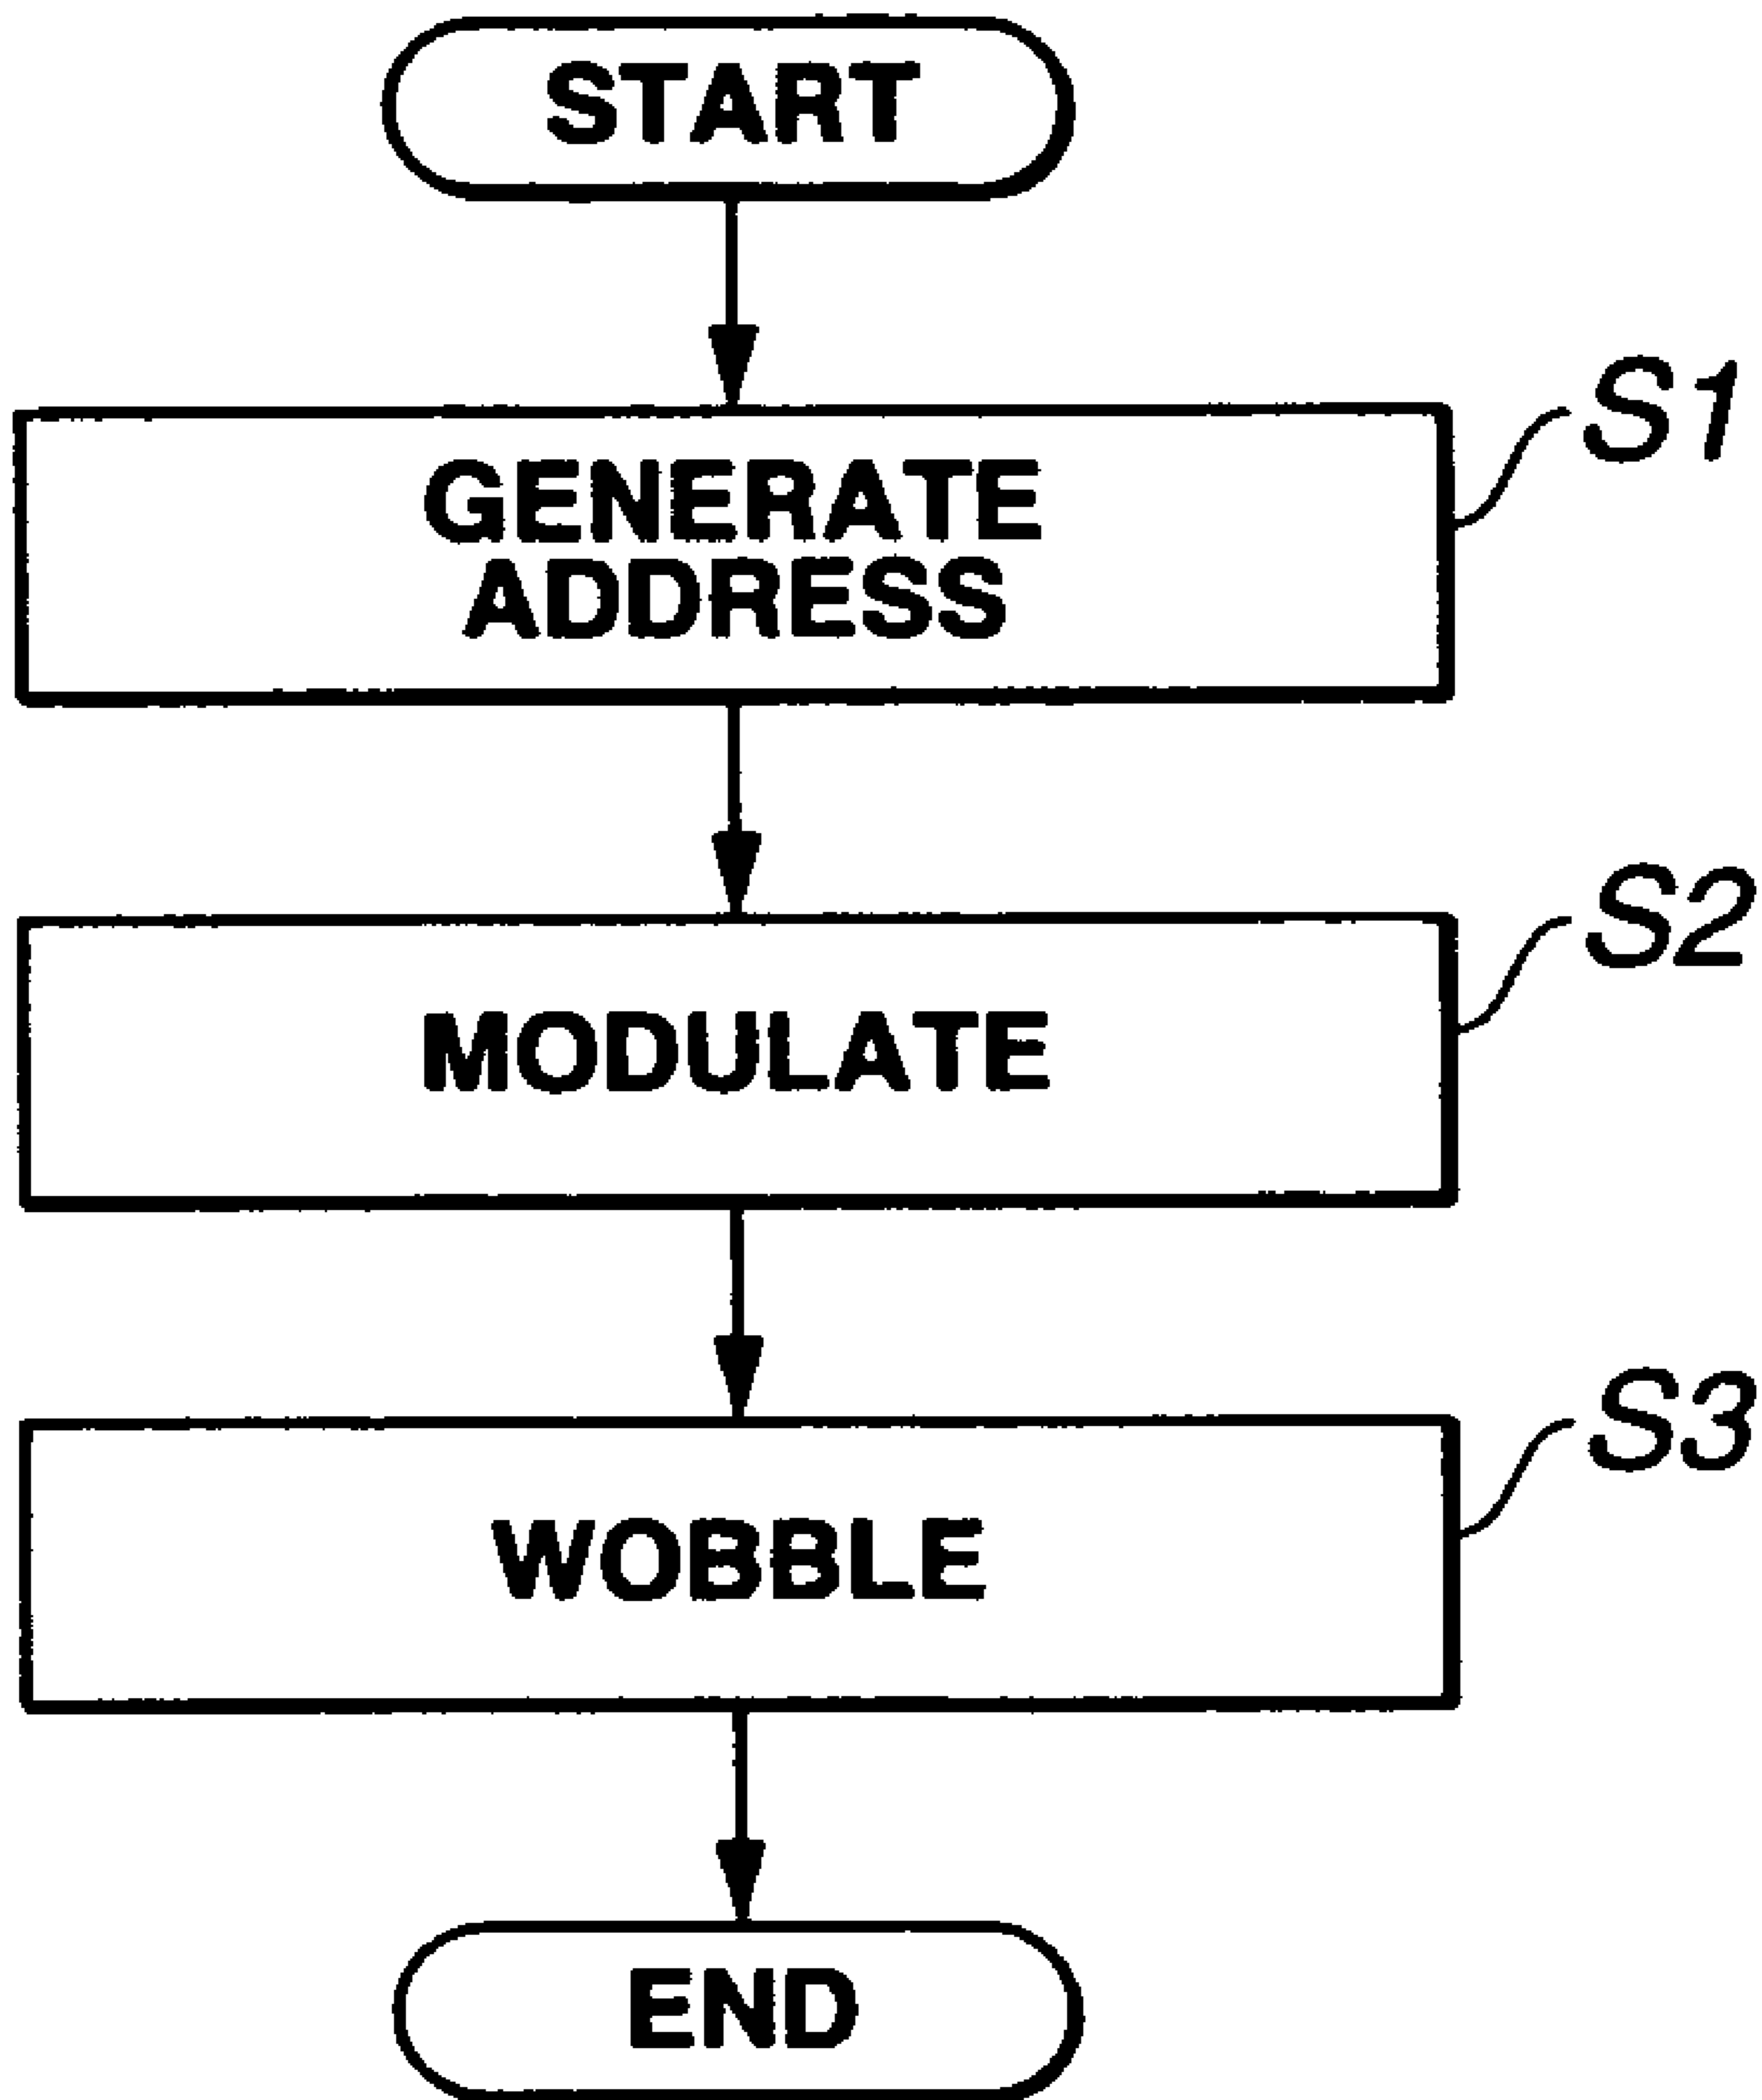 START
S1
GENERATE
ADDRESS
S2
MODULATE
S3
WOBBLE
END